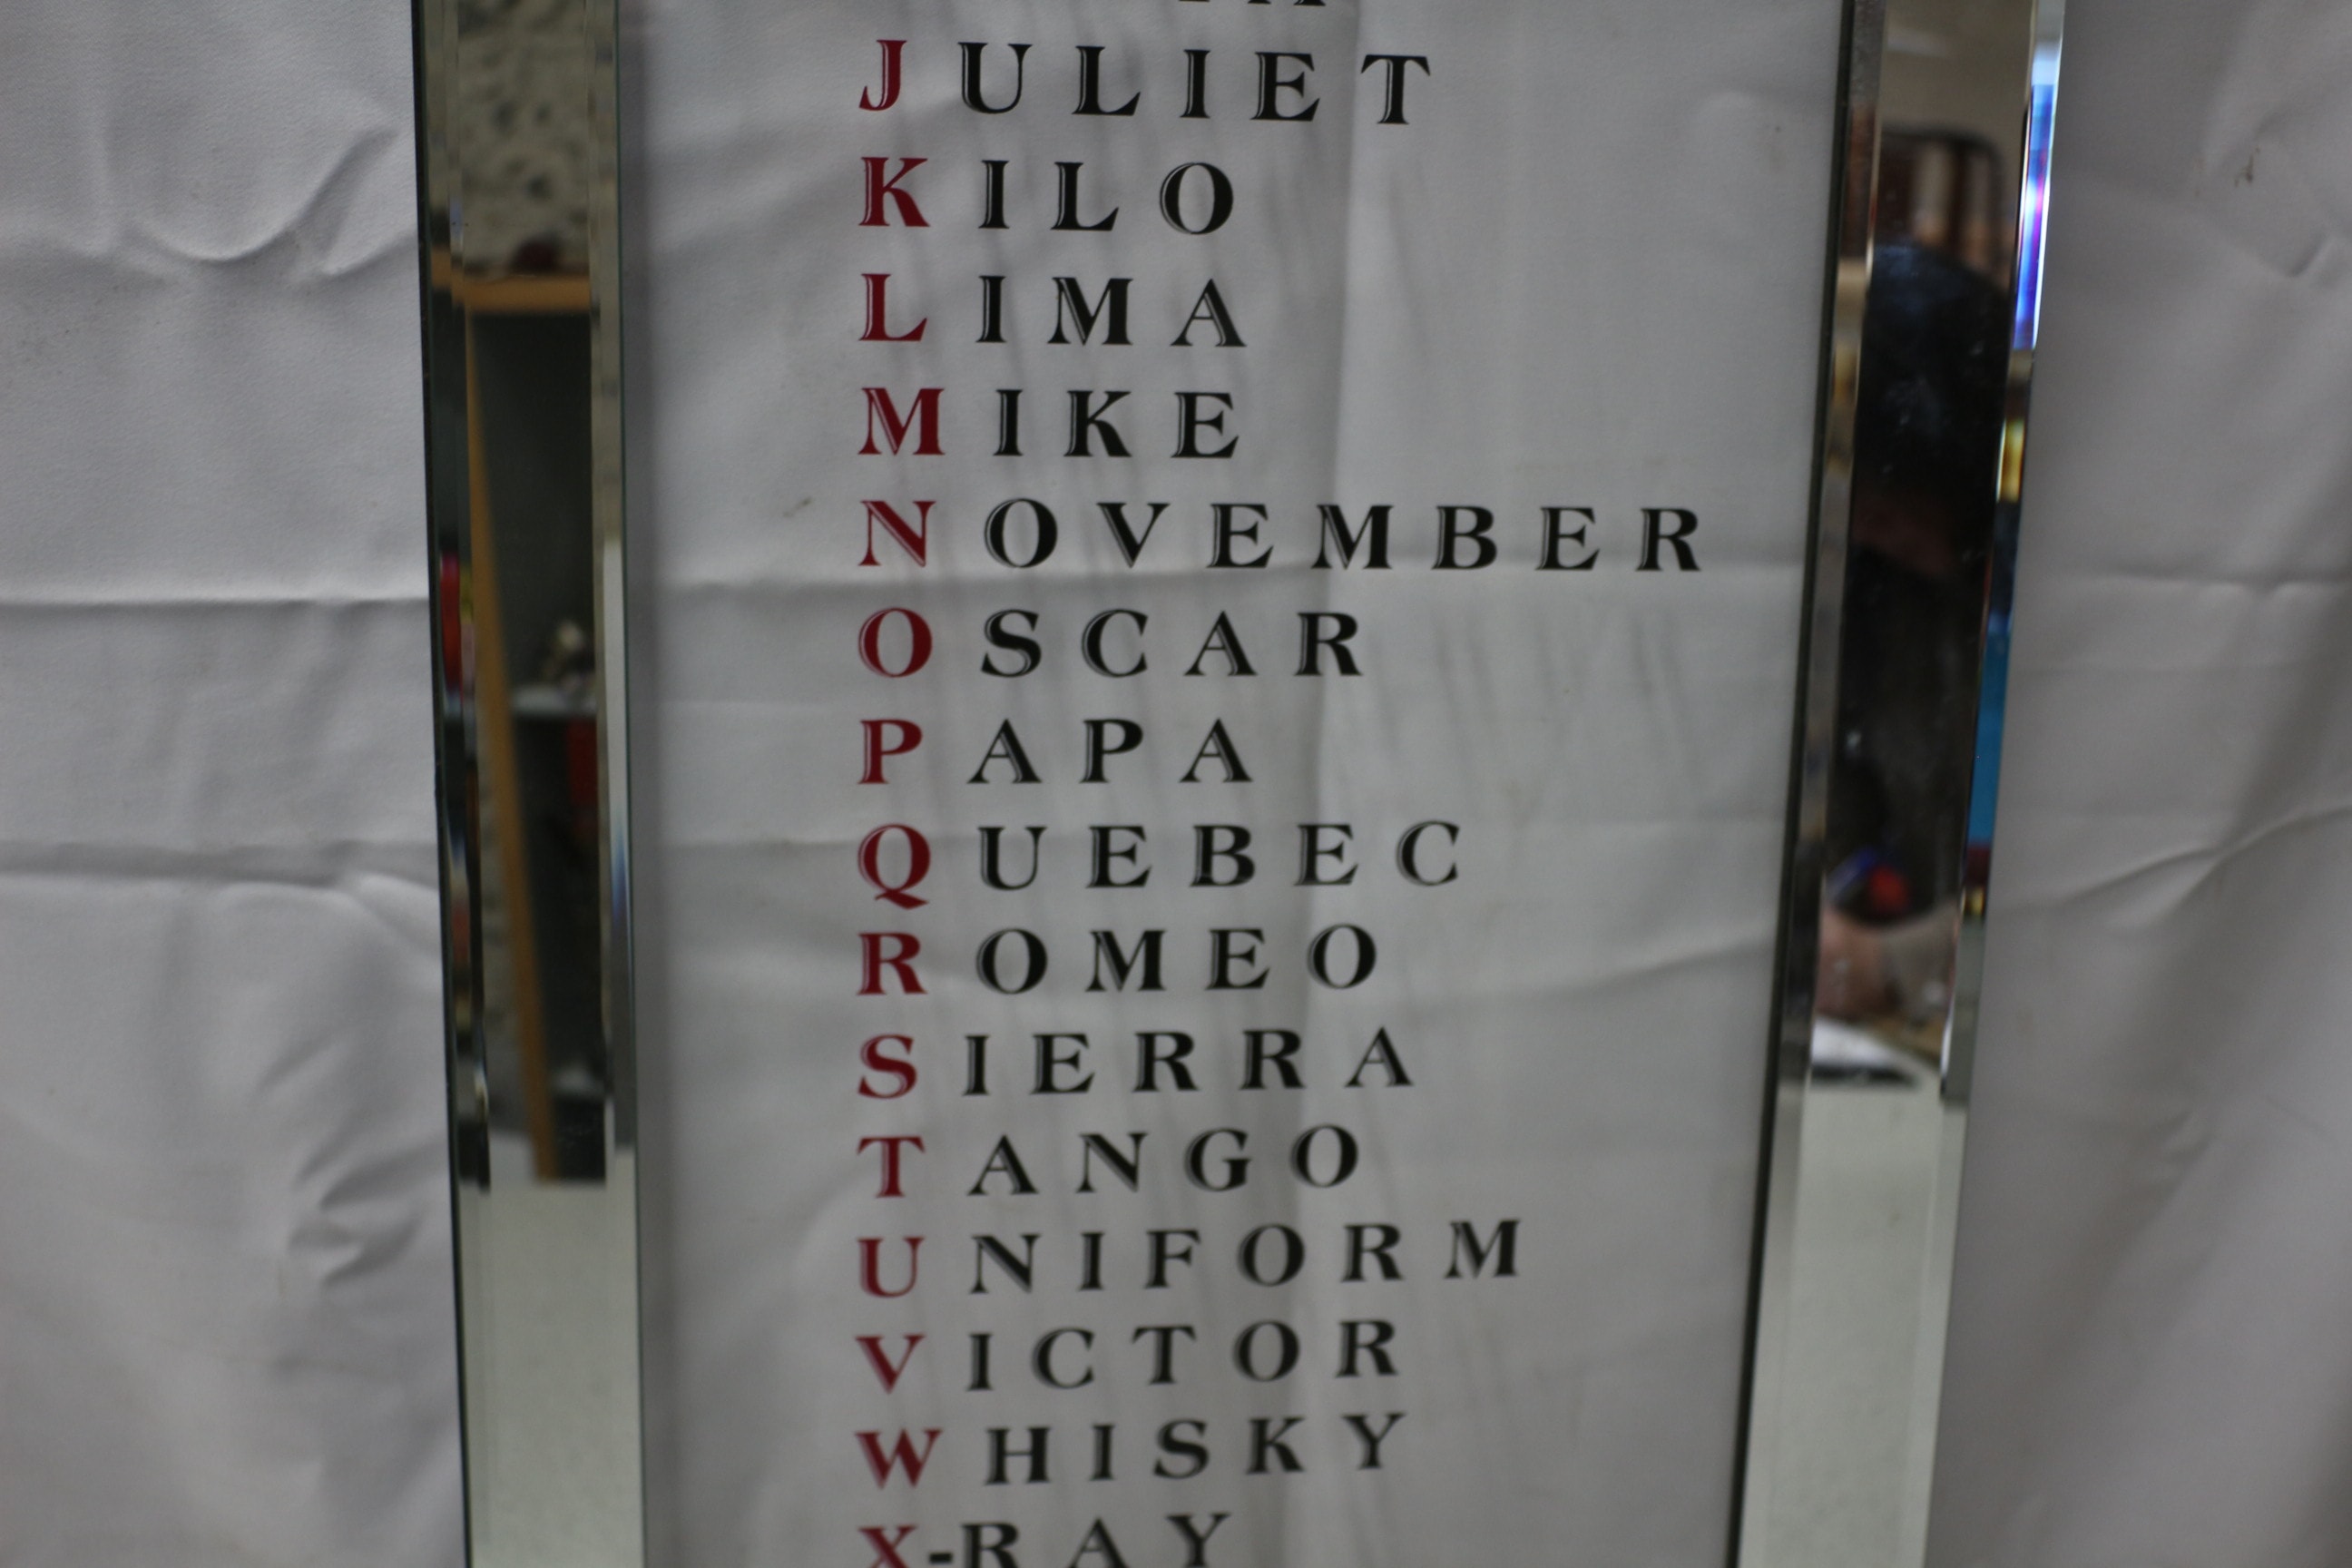 JULIET
KILO
LIMA
MIKE
NOVEMBER
OSCAR
PAPA
QUEBEC
ROMEO
SIERRA
TANGO
UNIFORM
VICTOR
WHISKY
X-RAY